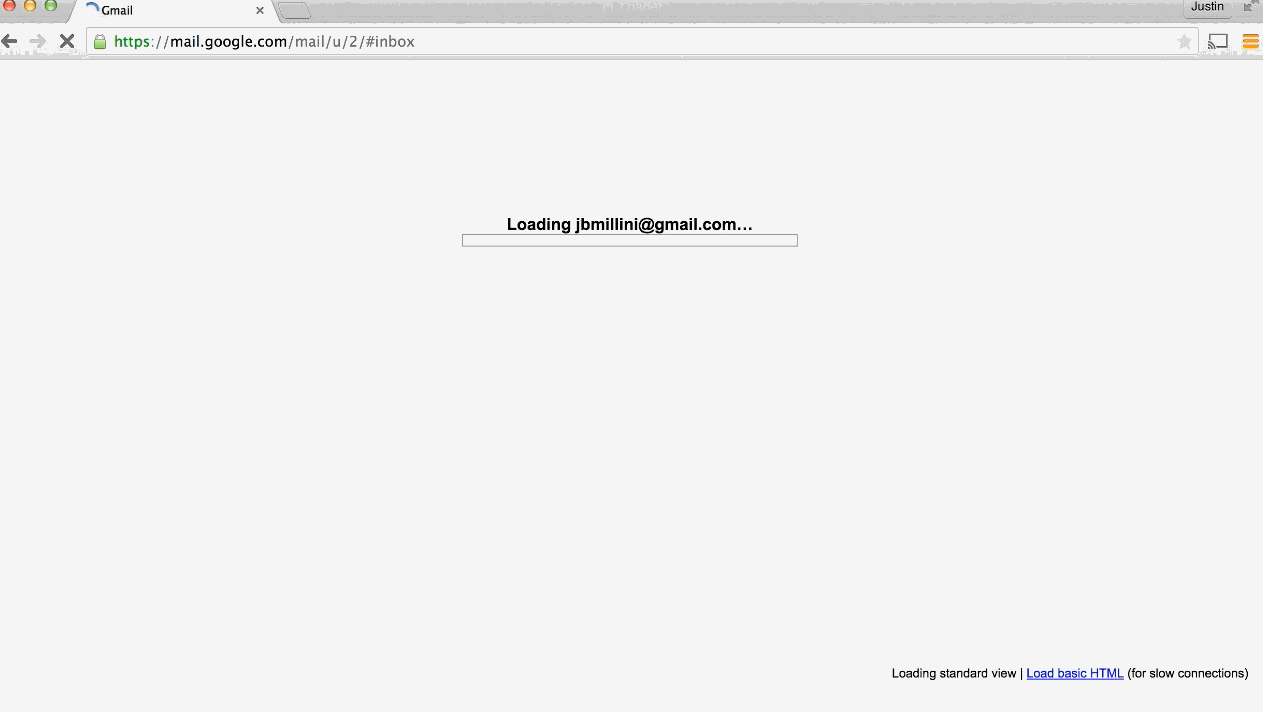 Gmail
Justin
https://mail.google.com/mail/u/2/#inbox
Loading jbmillini@gmail.com…
Loading standard view | Load basic HTML (for slow connections)